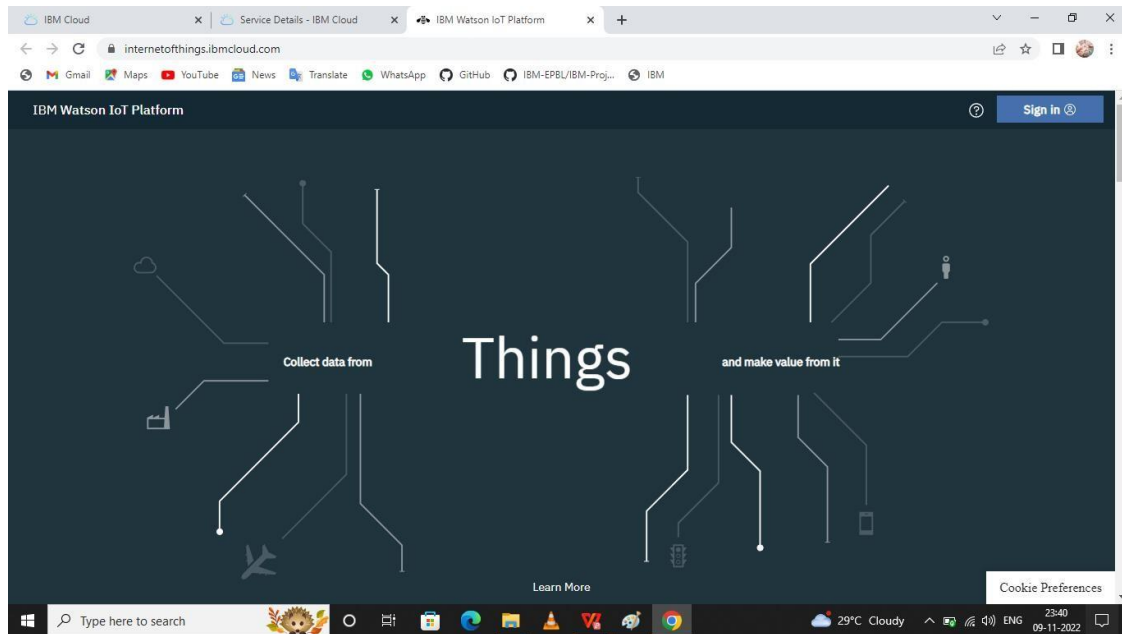 IBM Cloud
Service Details - IBM Cloud
IBM Watson IoT Platform
internetofthings.ibmcloud.com
Gmail
Maps
YouTube
News
Translate
WhatsApp
GitHub
IBM-EPBL/IBM-Proj...
IBM
IBM Watson IoT Platform
Sign in
Collect data from
Things
and make value from it
Learn More
Cookie Preferences
Type here to search
29°C Cloudy
ENG
23:40
09-11-2022